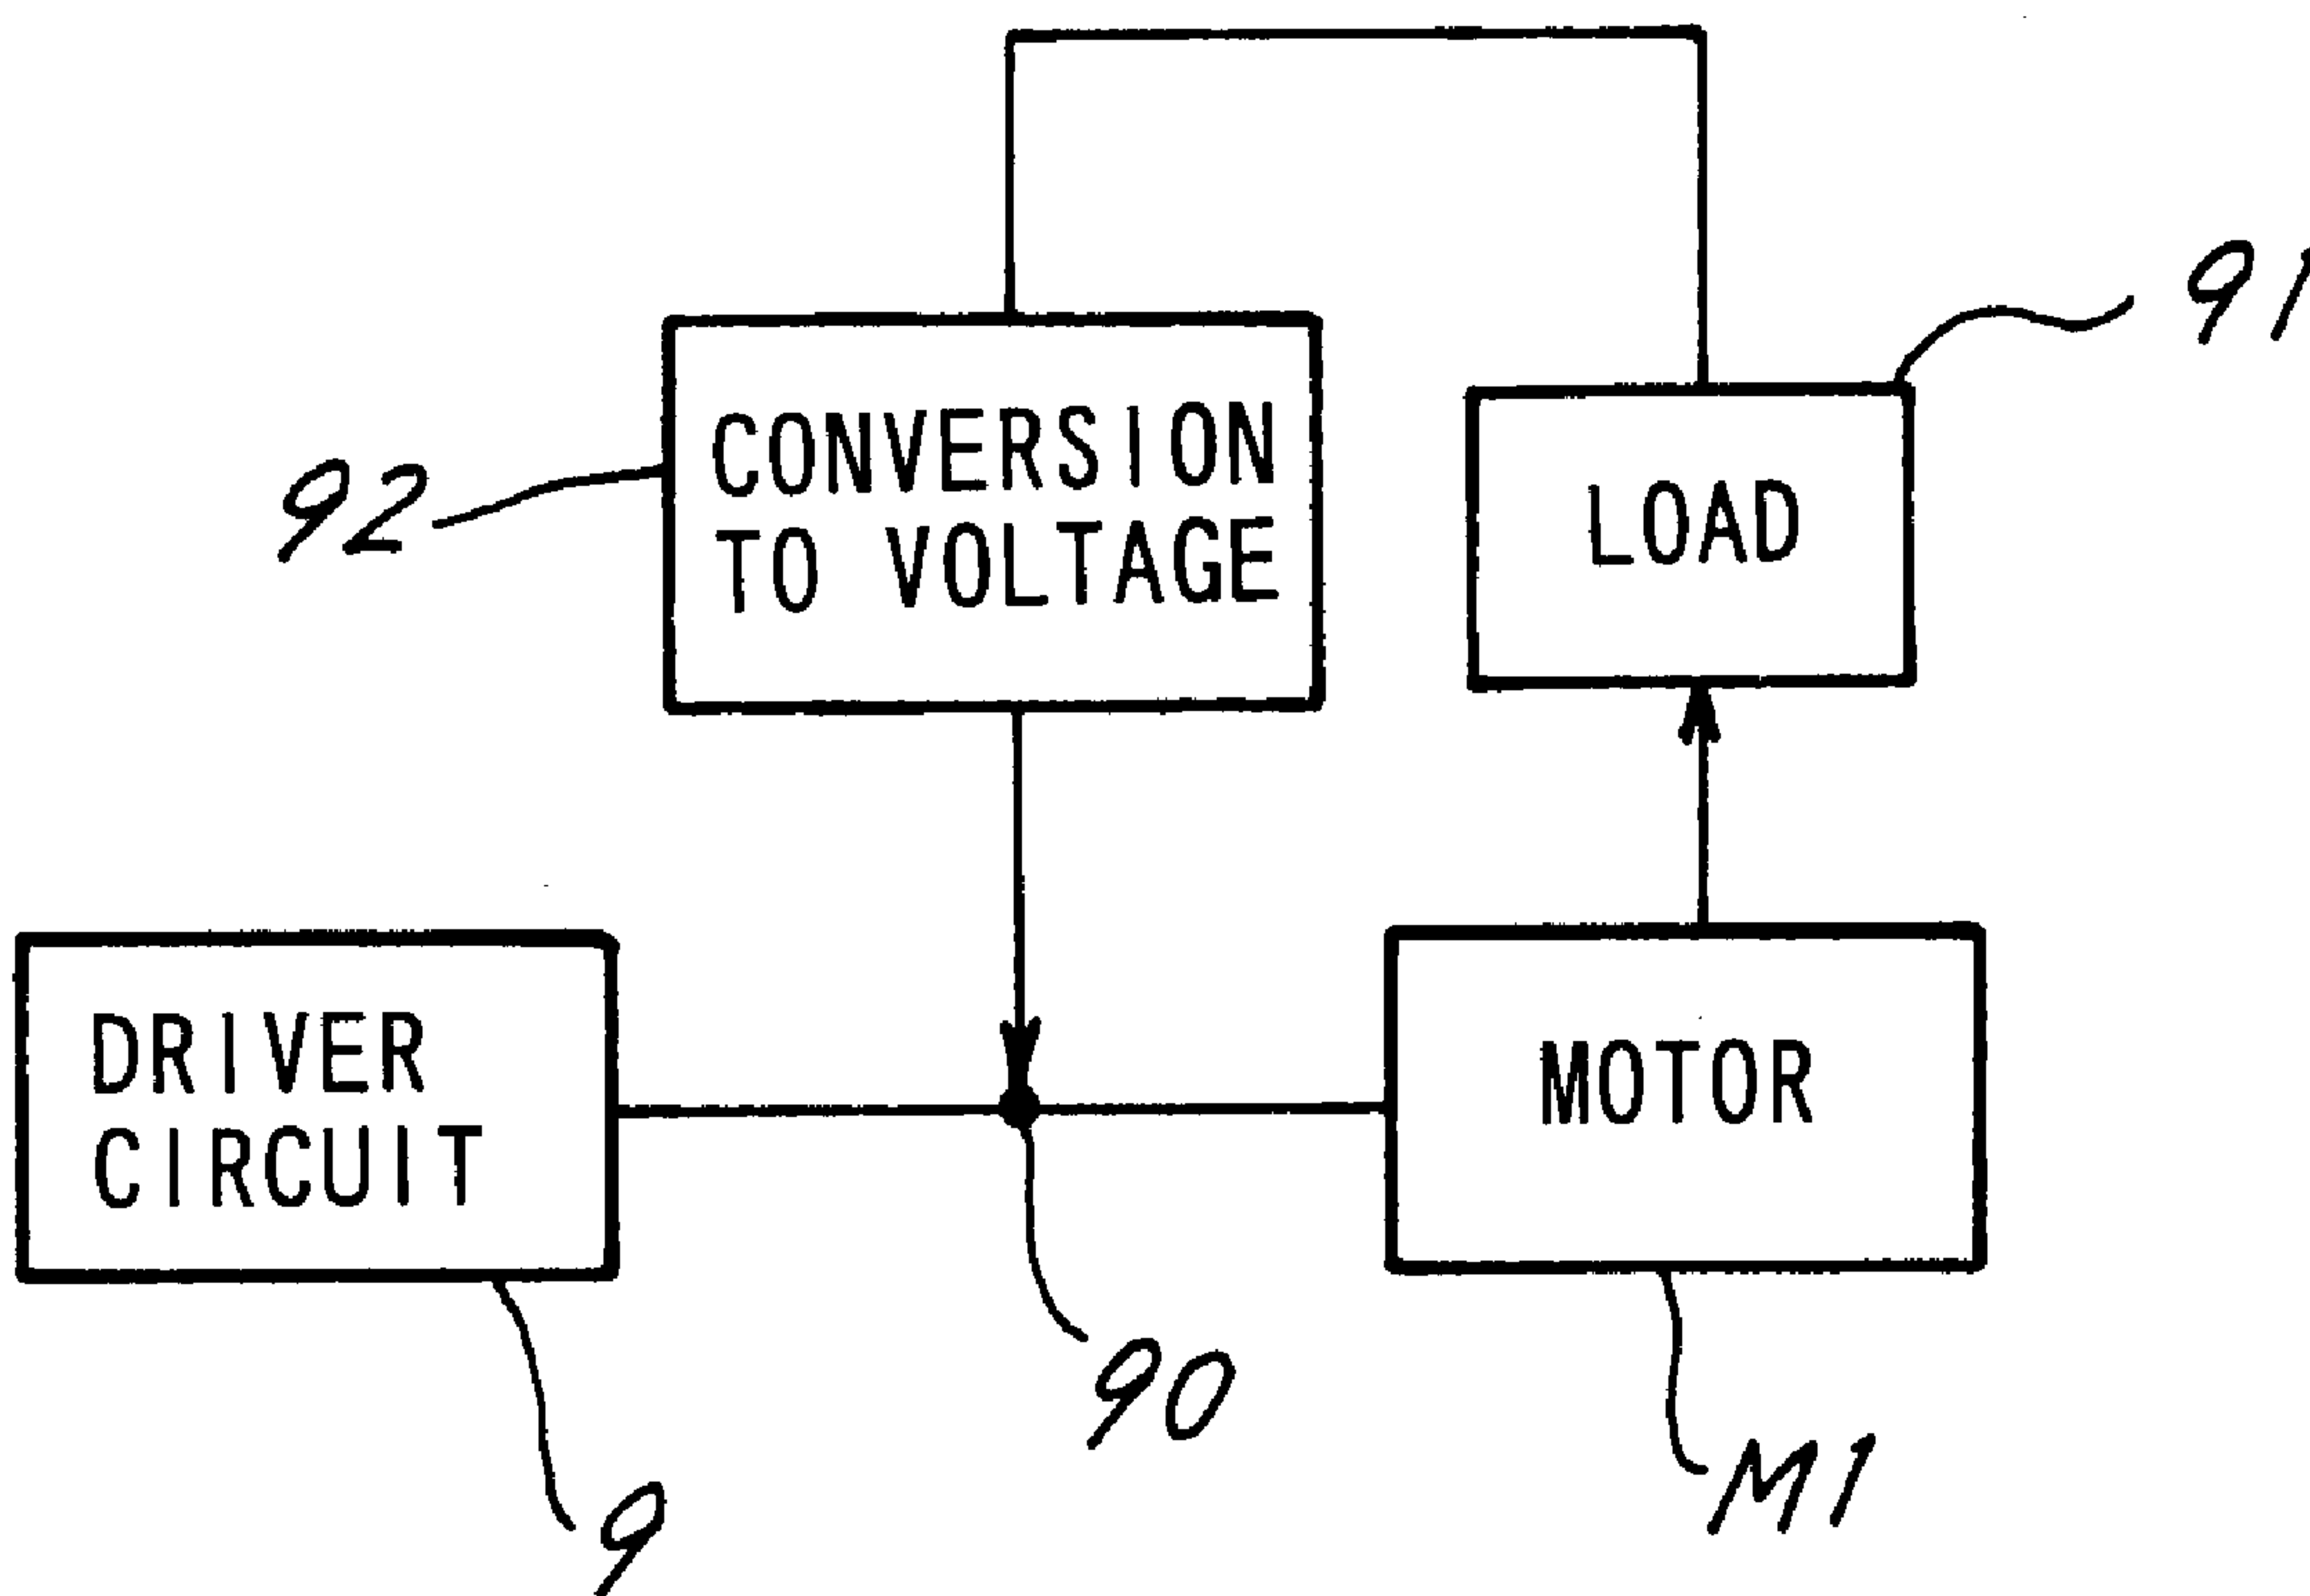 91
92
CONVERSION
TO VOLTAGE
LOAD
DRIVER
CIRCUIT
MOTOR
90
M1
9